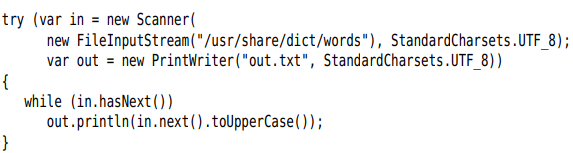 try (var in = new Scanner(
      new FileInputStream("/usr/share/dict/words"), StandardCharsets.UTF_8);
      var out = new PrintWriter("out.txt", StandardCharsets.UTF_8))
{
   while (in.hasNext())
      out.println(in.next().toUpperCase());
}